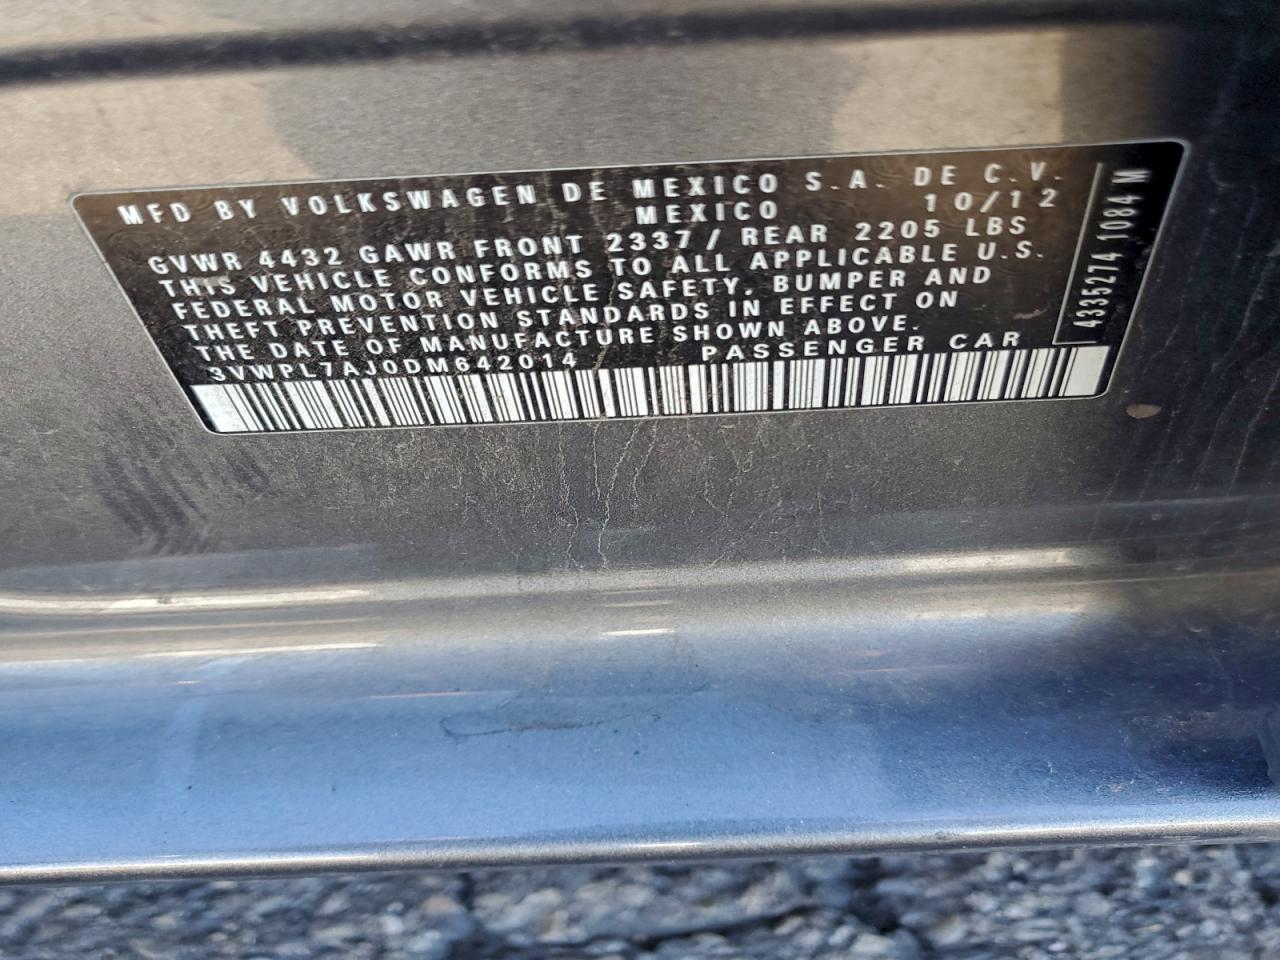 MFD BY VOLKSWAGEN DE MEXICO S.A. DE C.V.
MEXICO 10/12
GVWR 4432 GAWR FRONT 2337/ REAR 2205 LBS
THIS VEHICLE CONFORMS TO ALL APPLICABLE U.S.
FEDERAL MOTOR VEHICLE SAFETY, BUMPER AND
THEFT PREVENTION STANDARDS IN EFFECT ON
THE DATE OF MANUFACTURE SHOWN ABOVE.
3VWPL7AJ0DM642014 PASSENGER CAR
4335274 1084 M